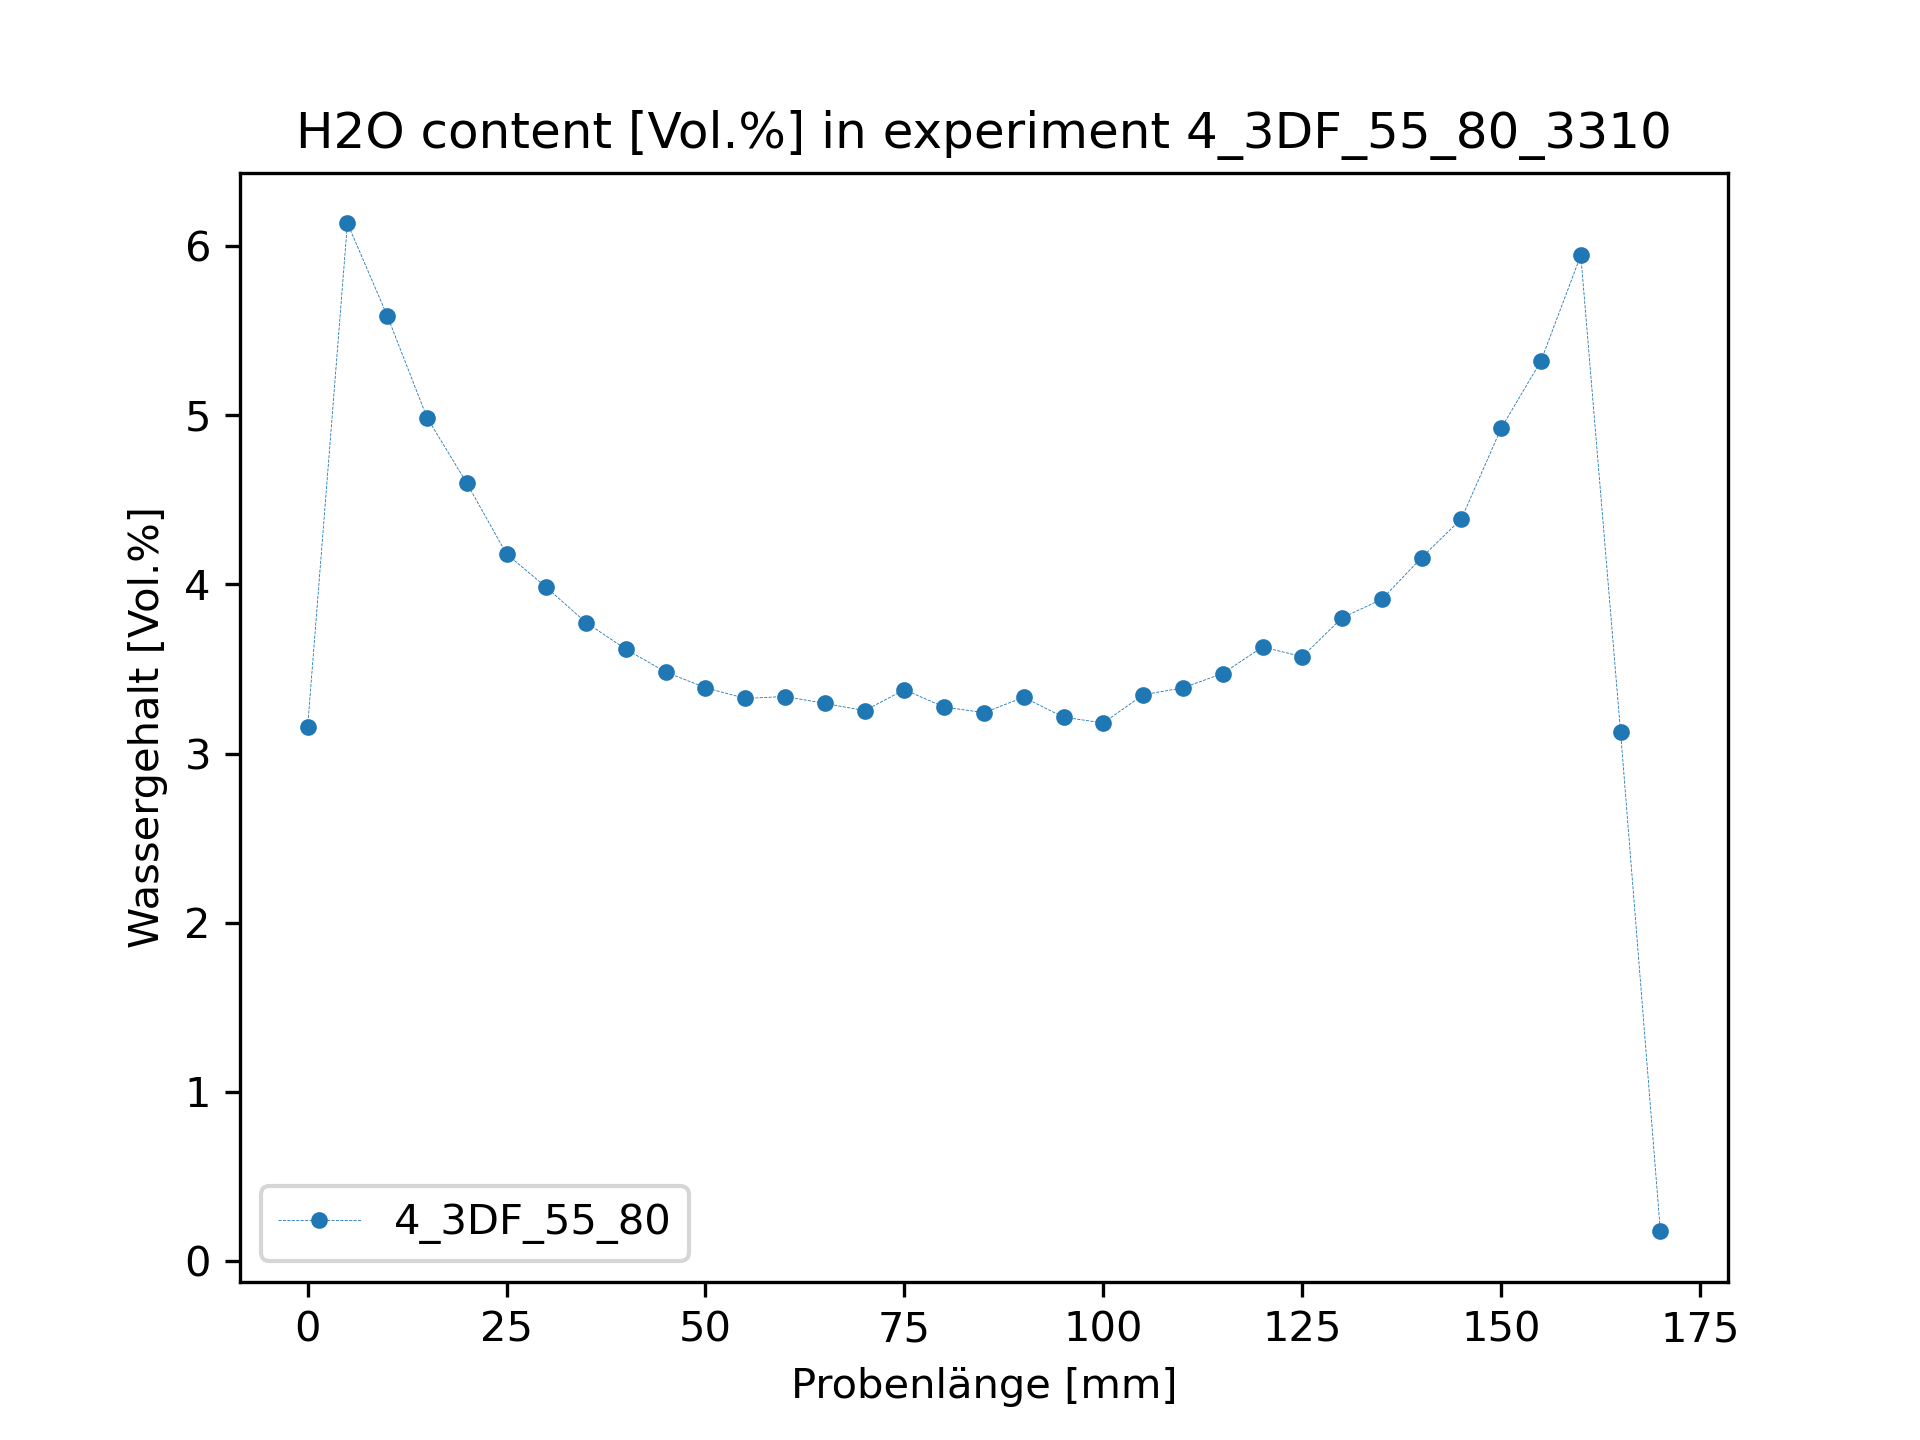 H2O content [Vol.%] in experiment 4_3DF_55_80_3310
Wassergehalt [Vol.%]
6
5
4
3
2
1
0
4_3DF_55_80
0 25 50 75 100 125 150 175
Probenlänge [mm]